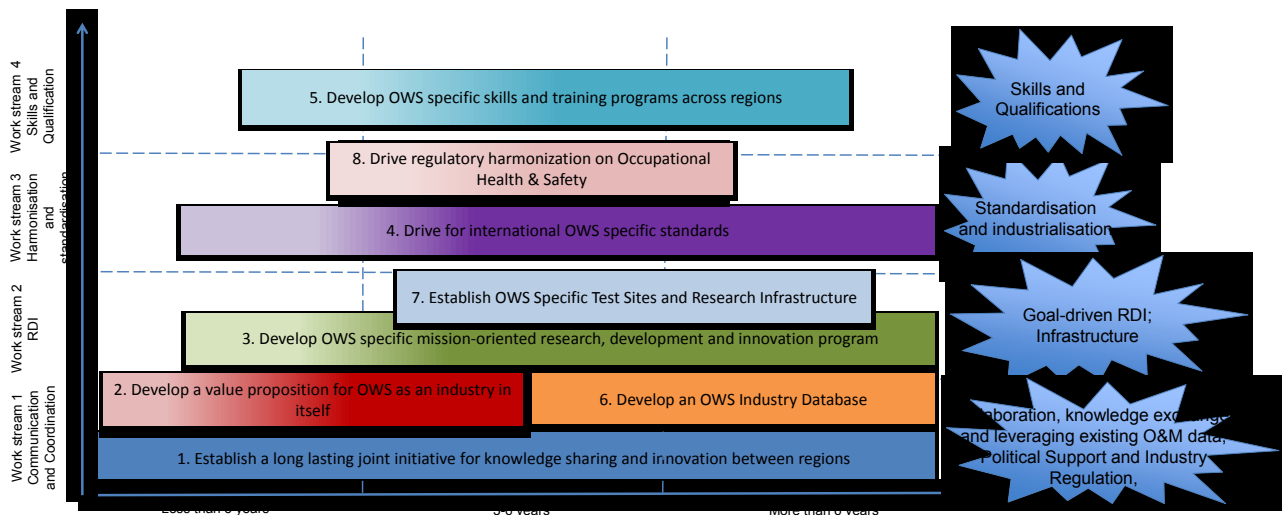 Work stream 4
Skills and
Qualification
5. Develop OWS specific skills and training programs across regions
Skills and
Qualifications
Work stream 3
Harmonisation
and
standardisation
8. Drive regulatory harmonization on Occupational
Health & Safety
4. Drive for international OWS specific standards
Standardisation
and industrialisation
Work stream 2
RDI
7. Establish OWS Specific Test Sites and Research Infrastructure
3. Develop OWS specific mission-oriented research, development and innovation program
Goal-driven RDI;
Infrastructure
Work stream 1
Communication
and Coordination
2. Develop a value proposition for OWS as an industry in
itself
6. Develop an OWS Industry Database
1. Establish a long lasting joint initiative for knowledge sharing and innovation between regions
knowledge exchange
and leveraging existing O&M data,
Political Support and Industry
Regulation,
years
years
More than 6 years